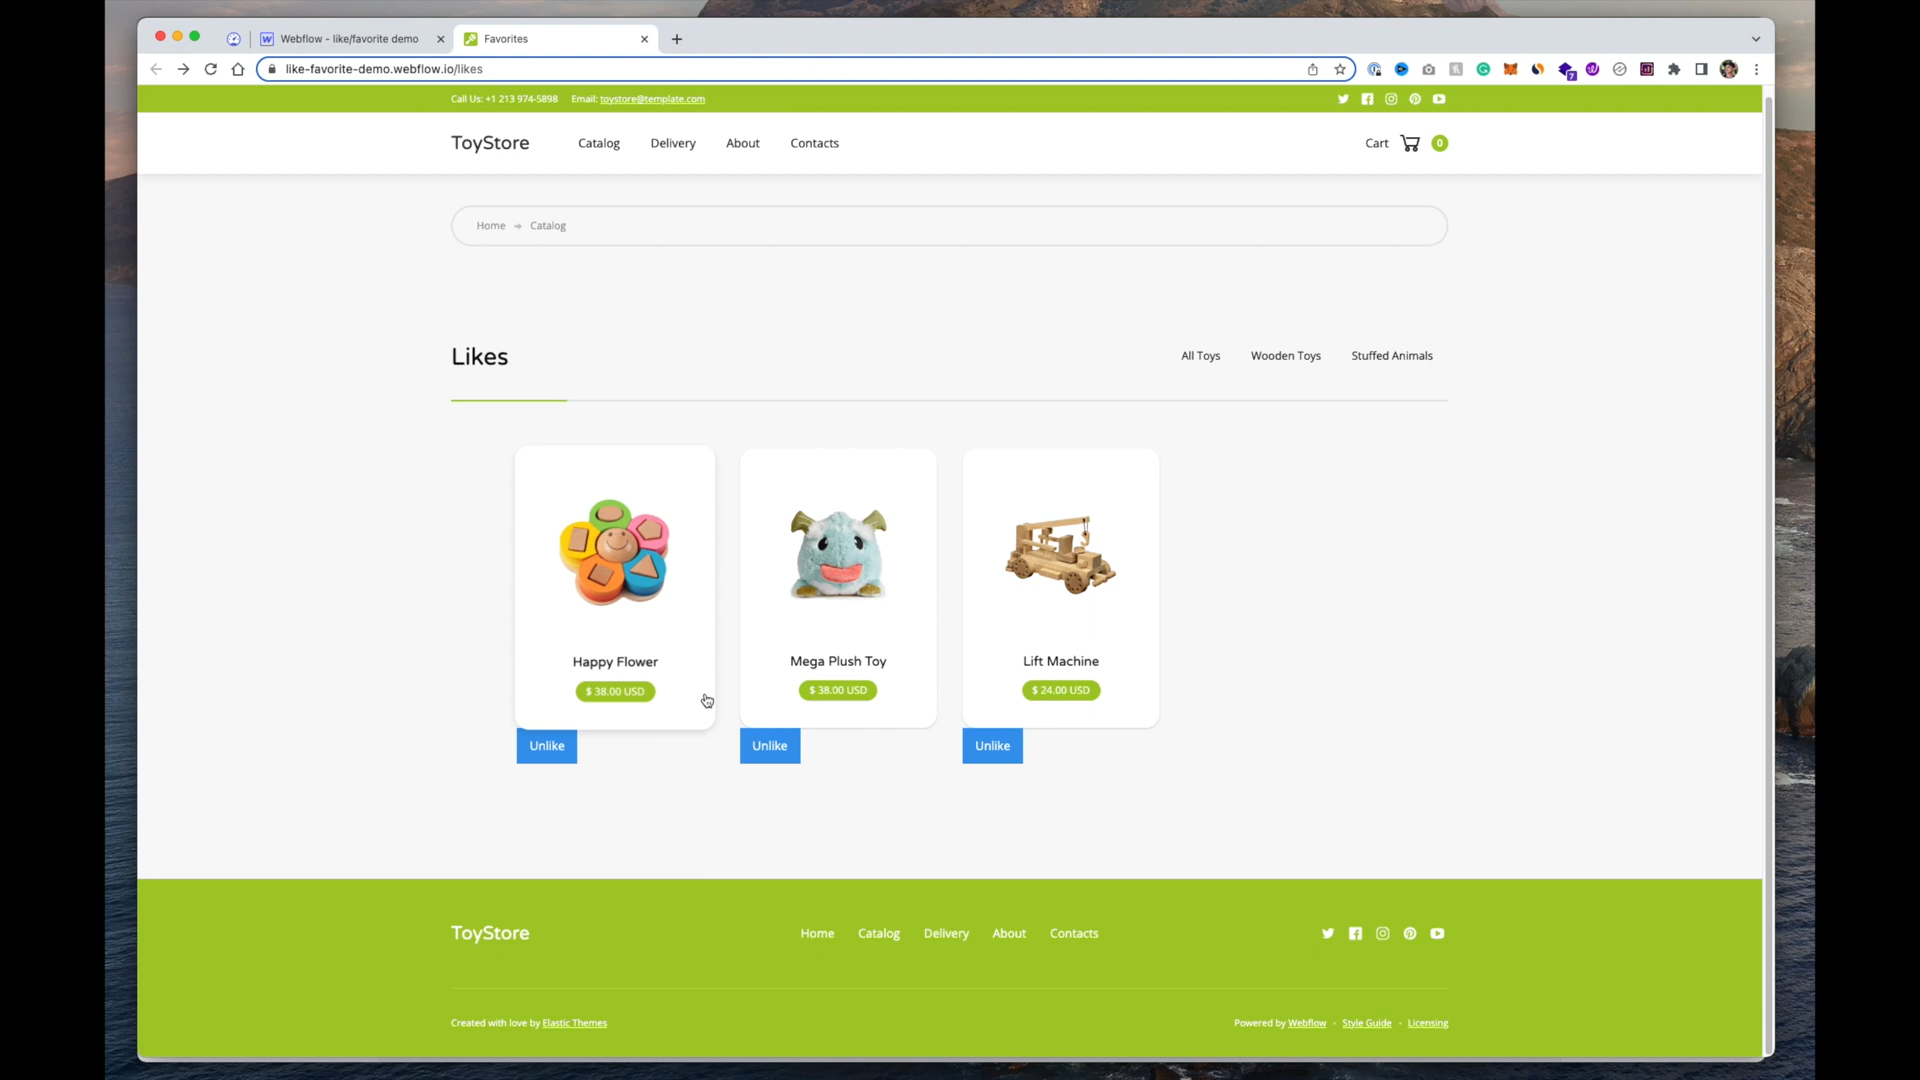 Webflow - like/favorite demo
Favorites
like-favorite-demo.webflow.io/likes
7
Call Us: +1 213 974-5898 Email: toystore@template.com
ToyStore Catalog Delivery About Contacts Cart 0
Home Catalog
Likes All Toys Wooden Toys Stuffed Animals
Happy Flower Mega Plush Toy Lift Machine
$ 38.00 USD $ 38.00 USD $ 24.00 USD
Unlike Unlike Unlike
ToyStore Home Catalog Delivery About Contacts
Created with love by Elastic Themes Powered by Webflow - Style Guide - Licensing